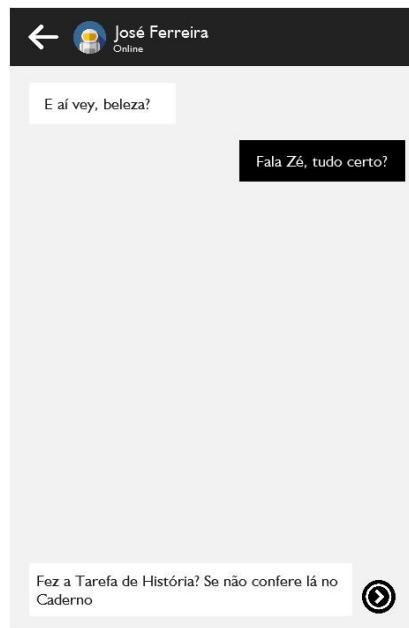 José Ferreira
Online
E aí vey, beleza?
Fala Zé, tudo certo?
Fez a Tarefa de História? Se não confere lá no
Caderno